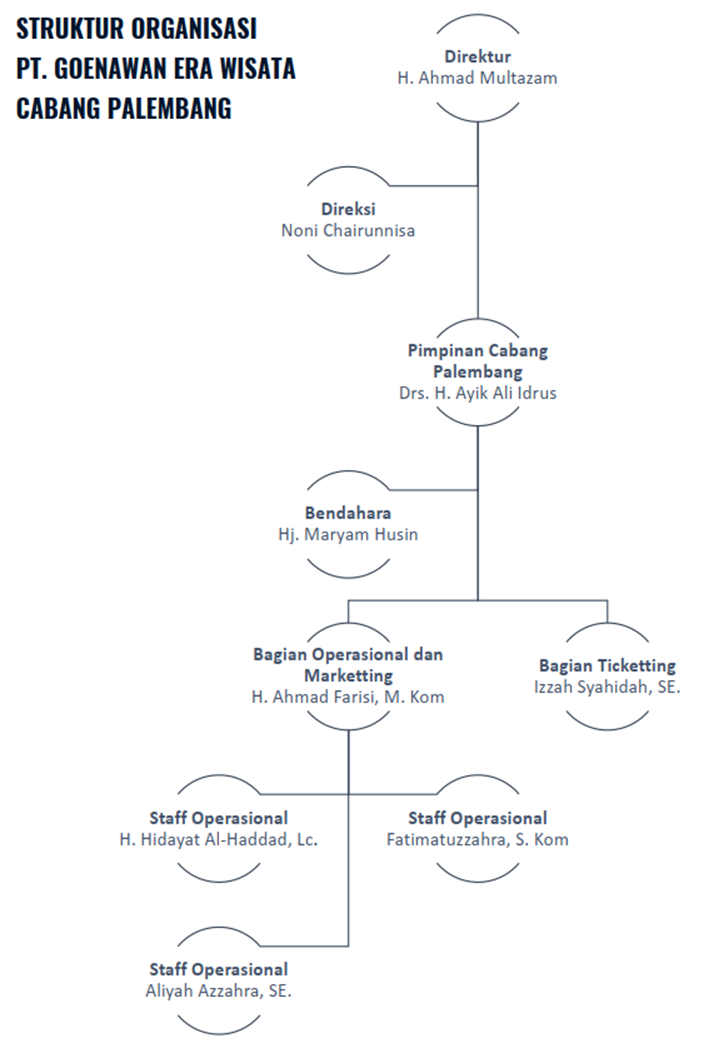 STRUKTUR ORGANISASI
PT. GOENAWAN ERA WISATA
CABANG PALEMBANG
Direktur
H. Ahmad Multazam
Direksi
Noni Chairunnisa
Pimpinan Cabang
Palembang
Drs. H. Ayik Ali Idrus
Bendahara
Hj. Maryam Husin
Bagian Operasional dan
Marketting
H. Ahmad Farisi, M. Kom
Bagian Ticketting
Izzah Syahidah, SE.
Staff Operasional
H. Hidayat Al-Haddad, Lc.
Staff Operasional
Fatimatuzzahra, S. Kom
Staff Operasional
Aliyah Azzahra, SE.